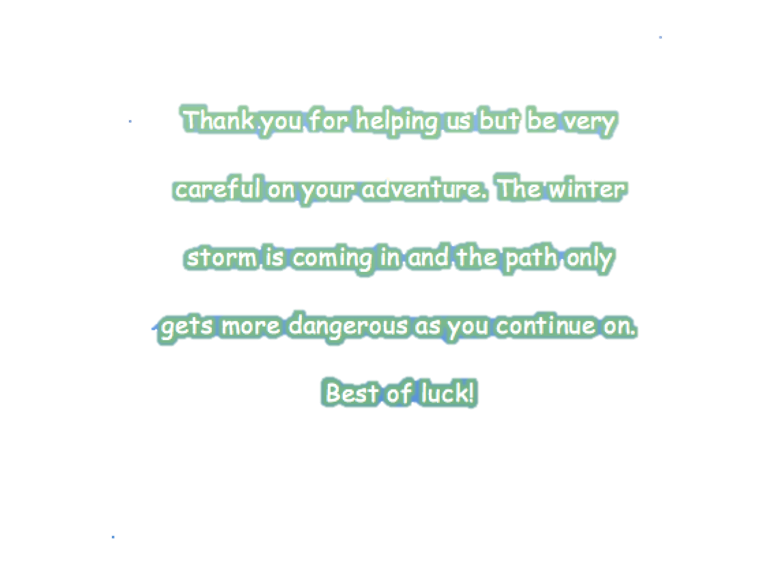 Thank you for helping us but be very
careful on your adventure. The winter
storm is coming in and the path only
gets more dangerous as you continue on.
Best of luck!